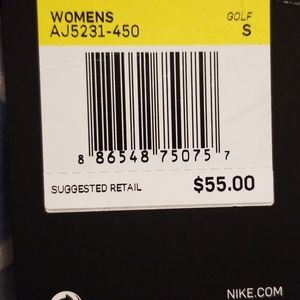 WOMENS GOLF
AJ5231-450 S
8 86548 75075 7
SUGGESTED RETAIL $55.00
NIKE.COM